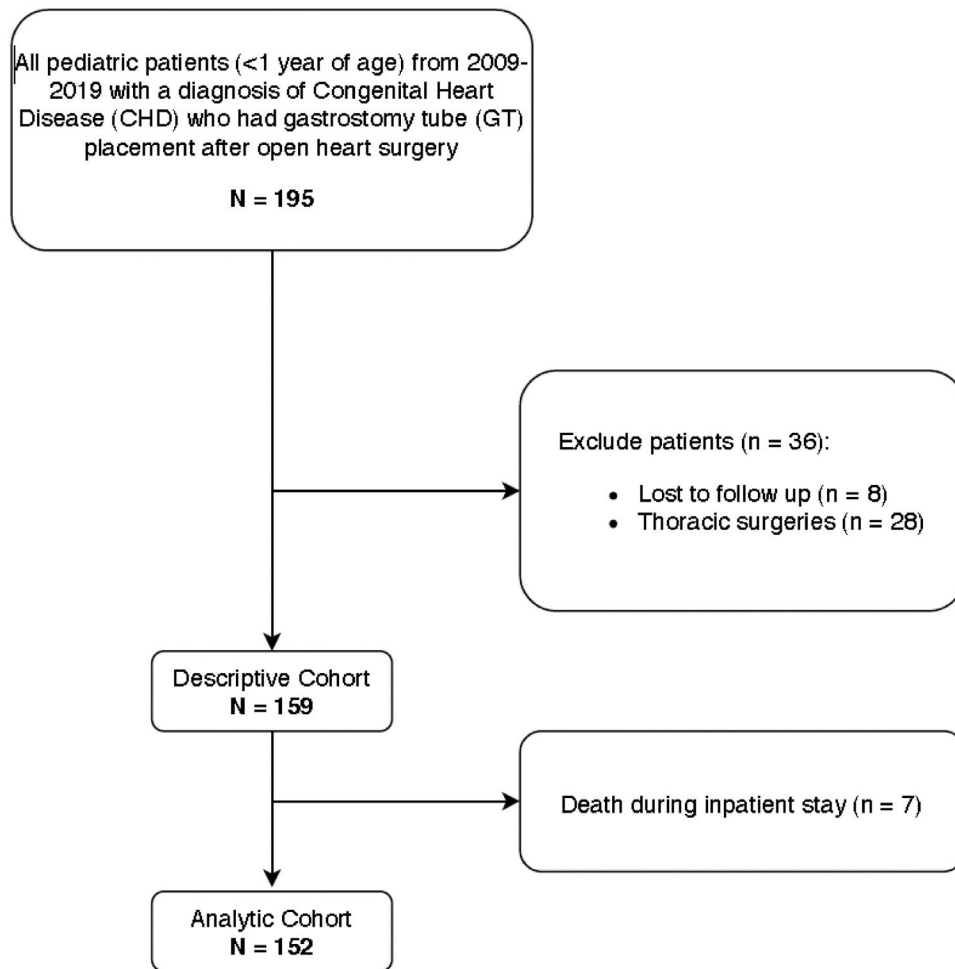 All pediatric patients (<1 year of age) from 2009-
2019 with a diagnosis of Congenital Heart
Disease (CHD) who had gastrostomy tube (GT)
placement after open heart surgery
N = 195
Exclude patients (n = 36):
• Lost to follow up (n = 8)
• Thoracic surgeries (n = 28)
Descriptive Cohort
N = 159
Death during inpatient stay (n = 7)
Analytic Cohort
N = 152